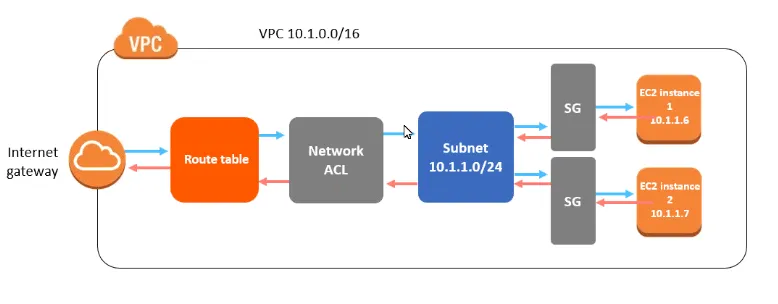 VPC
VPC 10.1.0.0/16
Internet
gateway
Route table
Network
ACL
Subnet
10.1.1.0/24
SG
EC2 instance
1
10.1.1.6
SG
EC2 instance
2
10.1.1.7